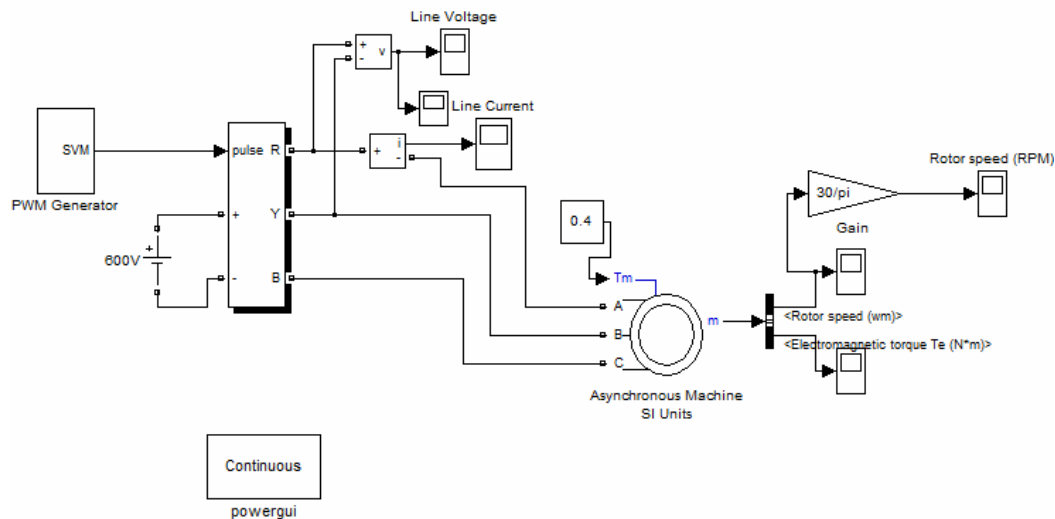 Line Voltage
+
-
v
Line Current
i
+
-
SVM
PWM Generator
pulse
R
+
Y
-
B
+
600V
0.4
Tm
A
B
C
m
Asynchronous Machine
SI Units
30/pi
Gain
Rotor speed (RPM)
<Rotor speed (wm)>
<Electromagnetic torque Te (N*m)>
Continuous
powergui